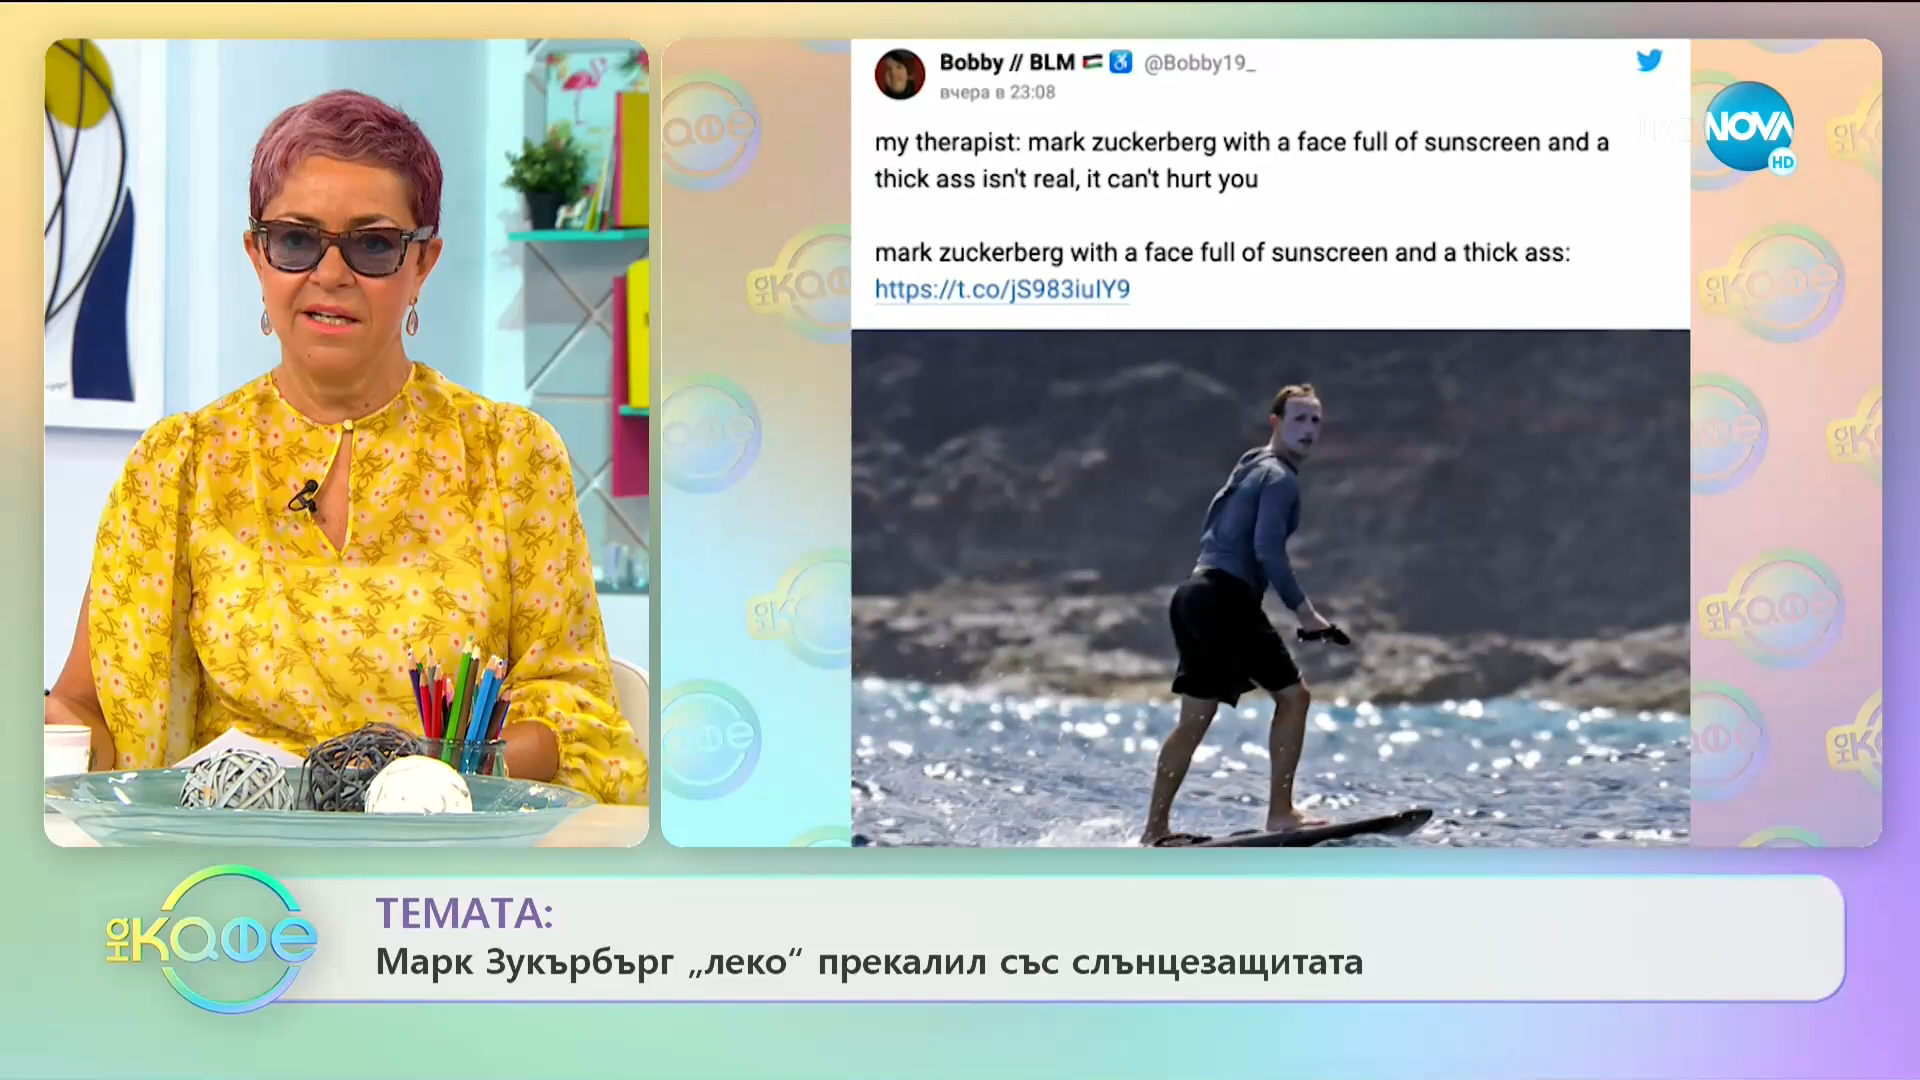 Bobby // BLM @Bobby19_
вчера в 23:08
my therapist: mark zuckerberg with a face full of sunscreen and a
thick ass isn't real, it can't hurt you
mark zuckerberg with a face full of sunscreen and a thick ass:
https://t.co/jS983iuIY9
NOVA
HD
на кафе
ТЕМАТА:
Марк Зукърбърг „леко“ прекалил със слънцезащитата